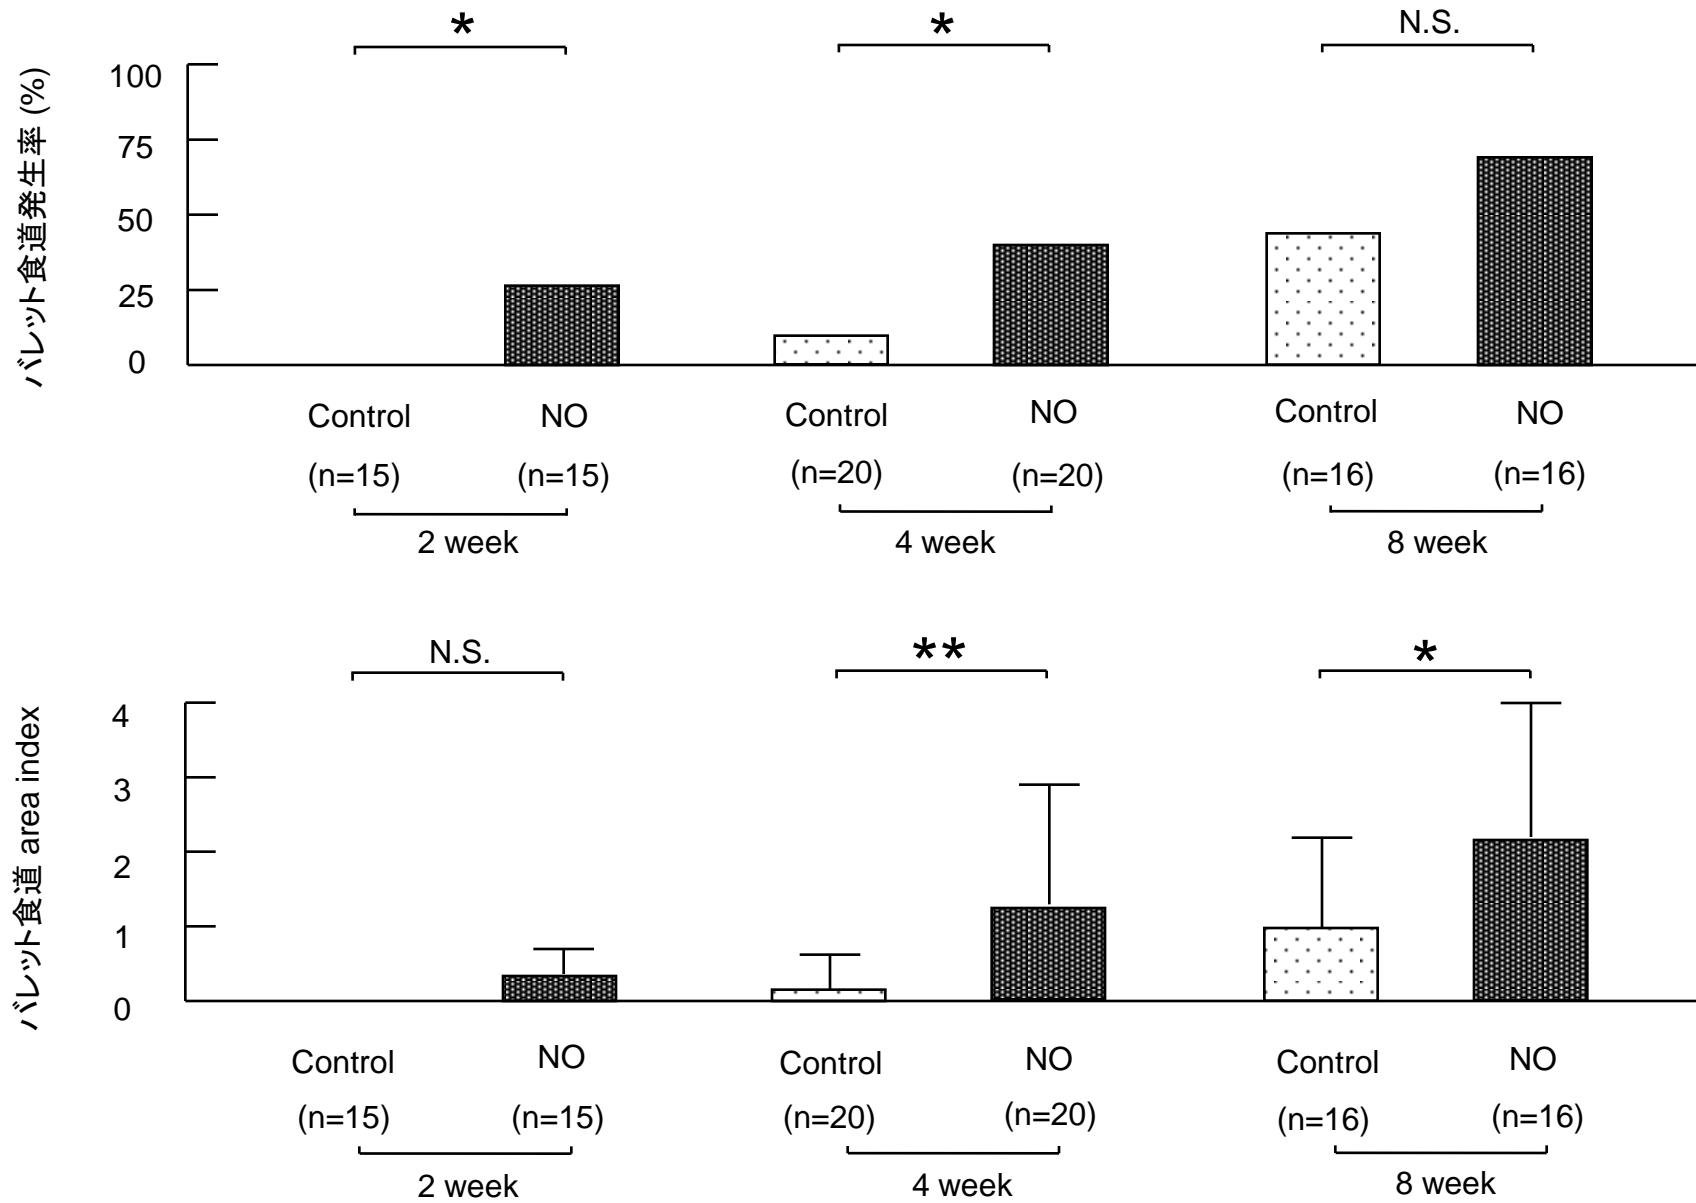 * * N.S.
バレット食道発生率 (%)
100
75
50
25
0
Control NO Control NO Control NO
(n=15) (n=15) (n=20) (n=20) (n=16) (n=16)
2 week 4 week 8 week
N.S. ** *
バレット食道 area index
4
3
2
1
0
Control NO Control NO Control NO
(n=15) (n=15) (n=20) (n=20) (n=16) (n=16)
2 week 4 week 8 week